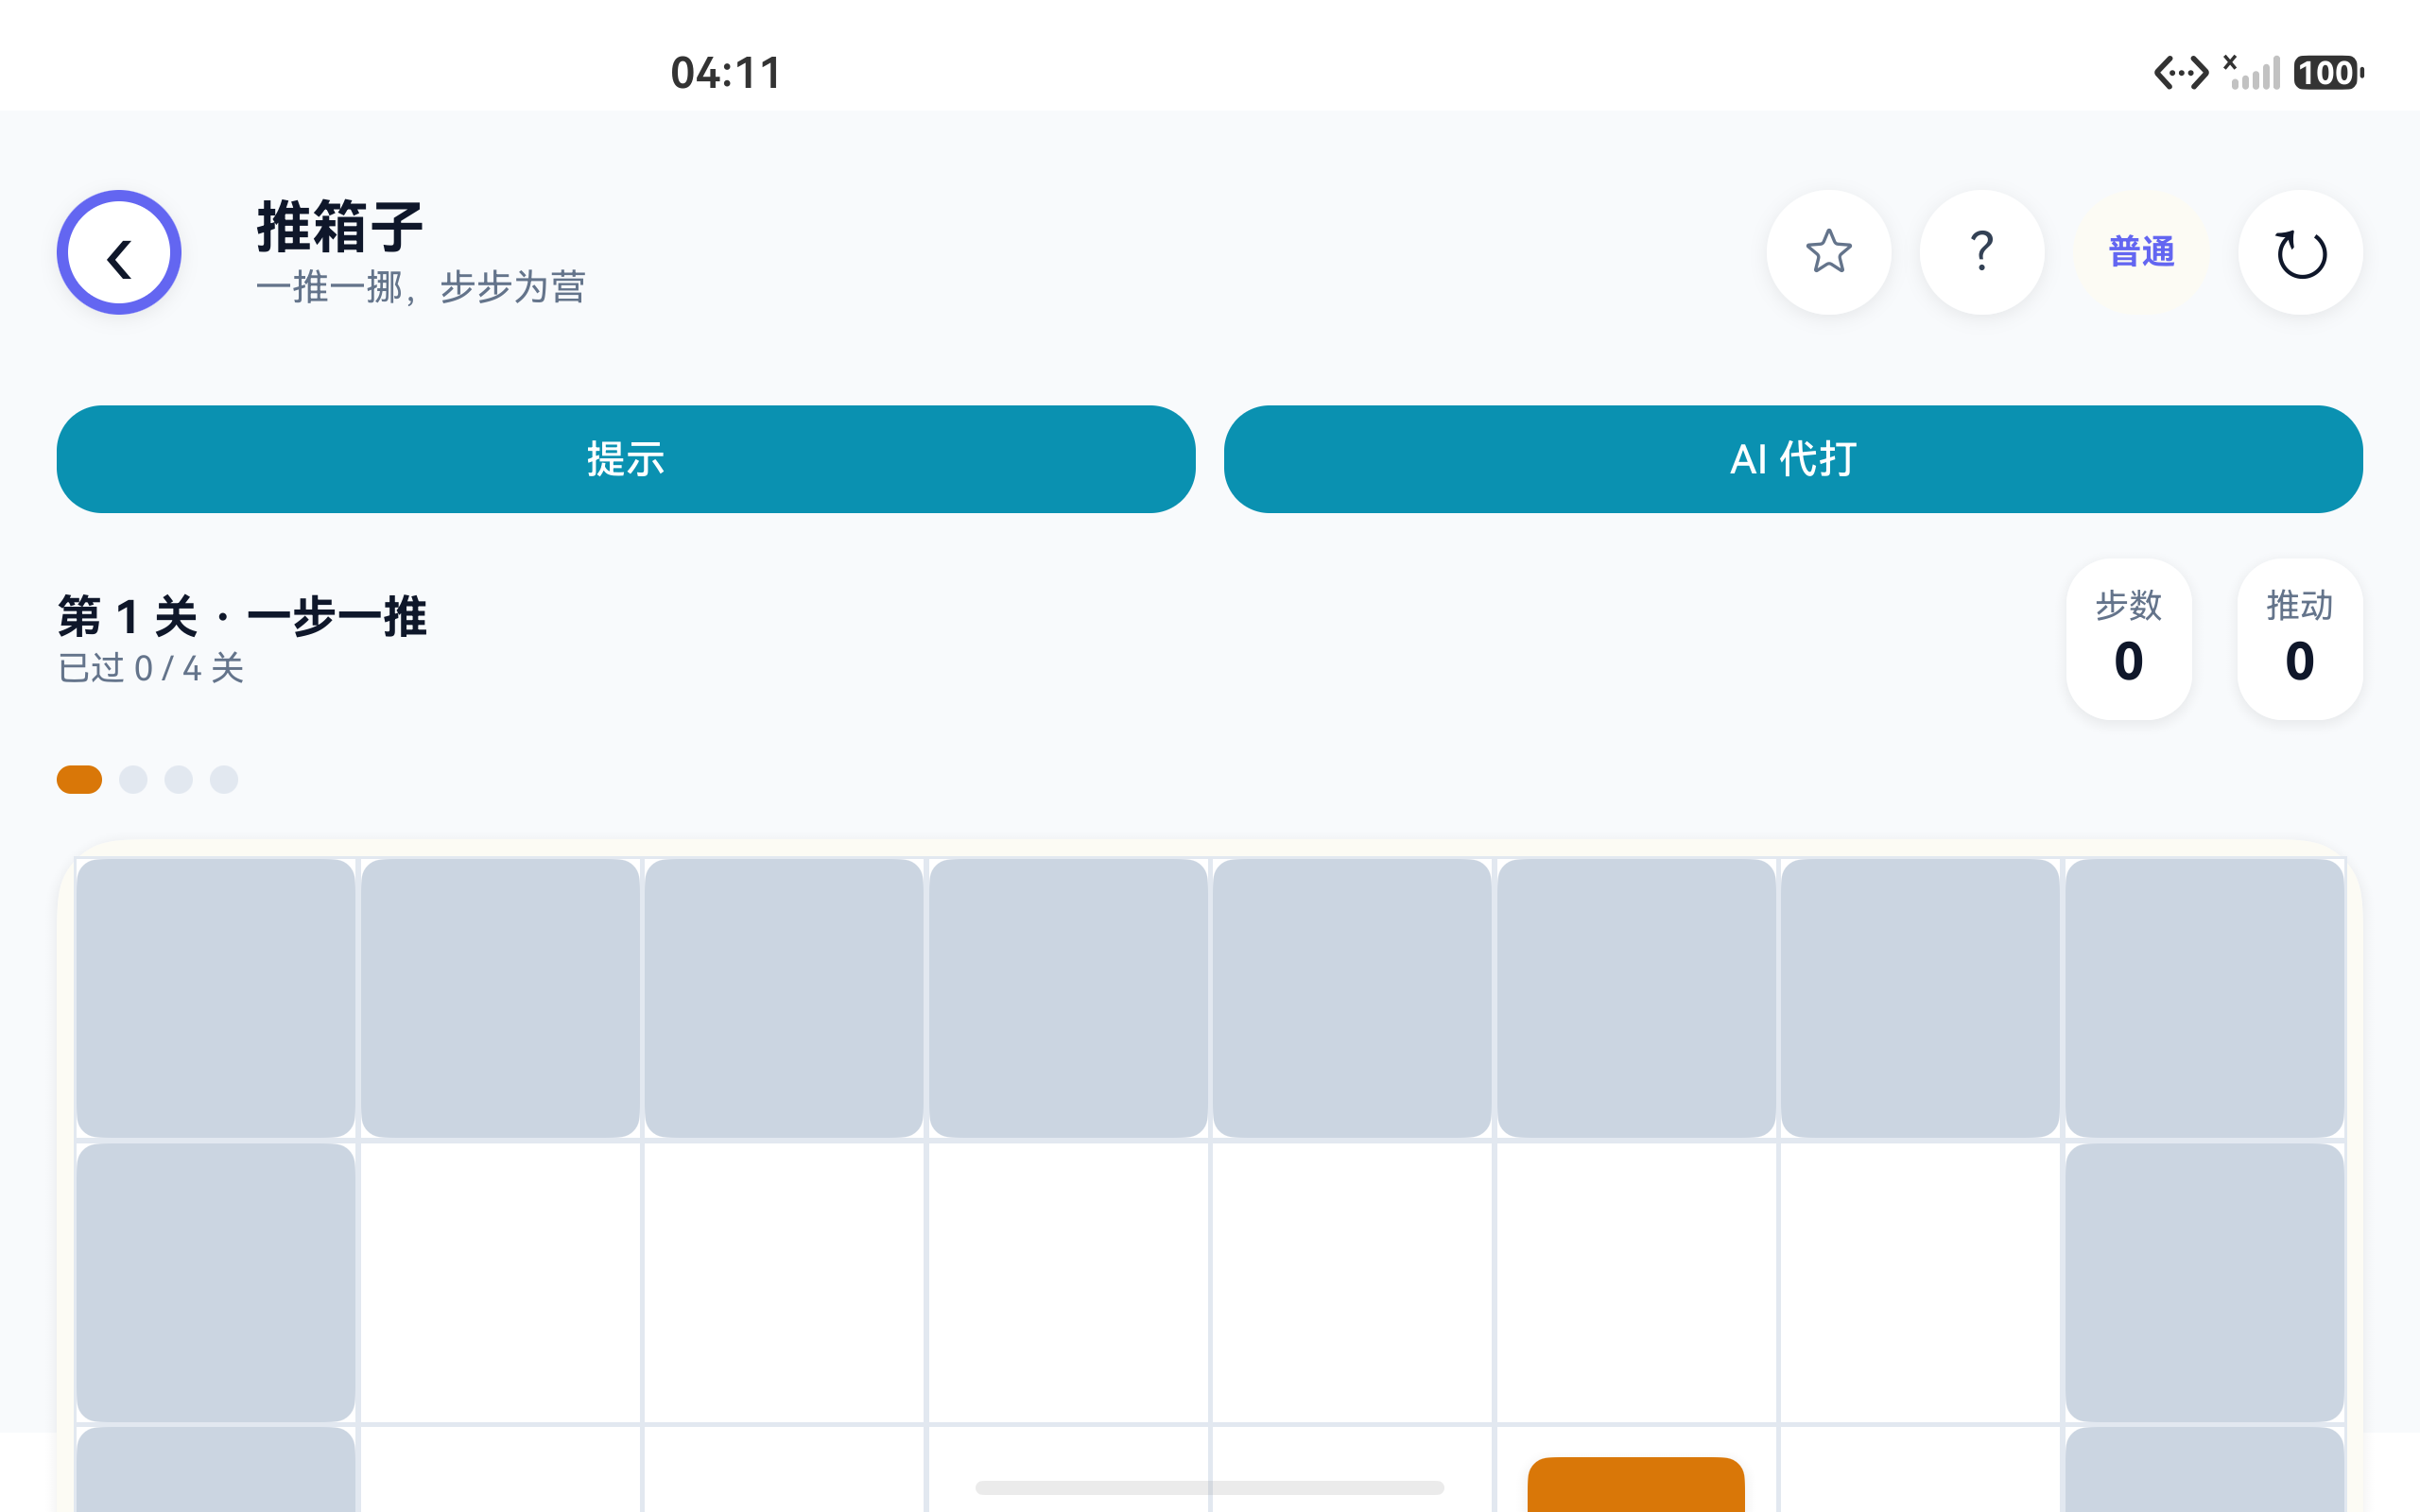 04:11
100
推箱子
一推一挪，步步为营
?
普通
提示
AI 代打
第 1 关 · 一步一推
已过 0 / 4 关
步数
0
推动
0